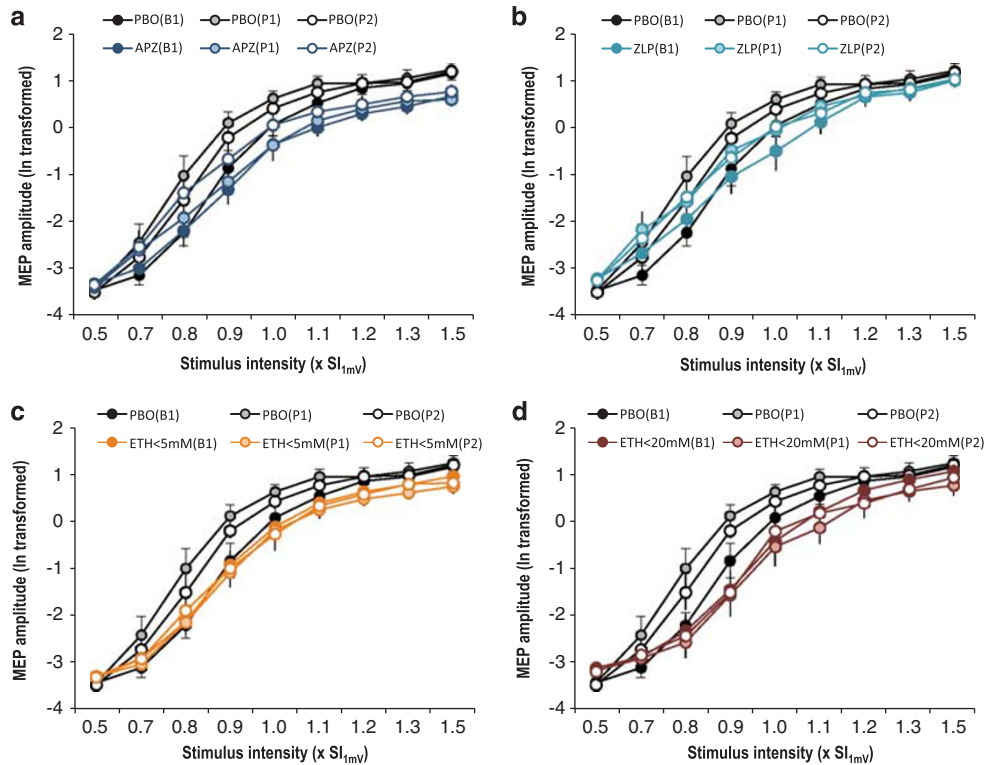 a
PBO(B1) PBO(P1) PBO(P2)
APZ(B1) APZ(P1) APZ(P2)
MEP amplitude (ln transformed)
2
1
0
-1
-2
-3
-4
0.5 0.7 0.8 0.9 1.0 1.1 1.2 1.3 1.5
Stimulus intensity (x SI1mV)
b
PBO(B1) PBO(P1) PBO(P2)
ZLP(B1) ZLP(P1) ZLP(P2)
MEP amplitude (ln transformed)
2
1
0
-1
-2
-3
-4
0.5 0.7 0.8 0.9 1.0 1.1 1.2 1.3 1.5
Stimulus intensity (x SI1mV)
c
PBO(B1) PBO(P1) PBO(P2)
ETH<5mM(B1) ETH<5mM(P1) ETH<5mM(P2)
MEP amplitude (ln transformed)
2
1
0
-1
-2
-3
-4
0.5 0.7 0.8 0.9 1.0 1.1 1.2 1.3 1.5
Stimulus intensity (x SI1mV)
d
PBO(B1) PBO(P1) PBO(P2)
ETH<20mM(B1) ETH<20mM(P1) ETH<20mM(P2)
MEP amplitude (ln transformed)
2
1
0
-1
-2
-3
-4
0.5 0.7 0.8 0.9 1.0 1.1 1.2 1.3 1.5
Stimulus intensity (x SI1mV)